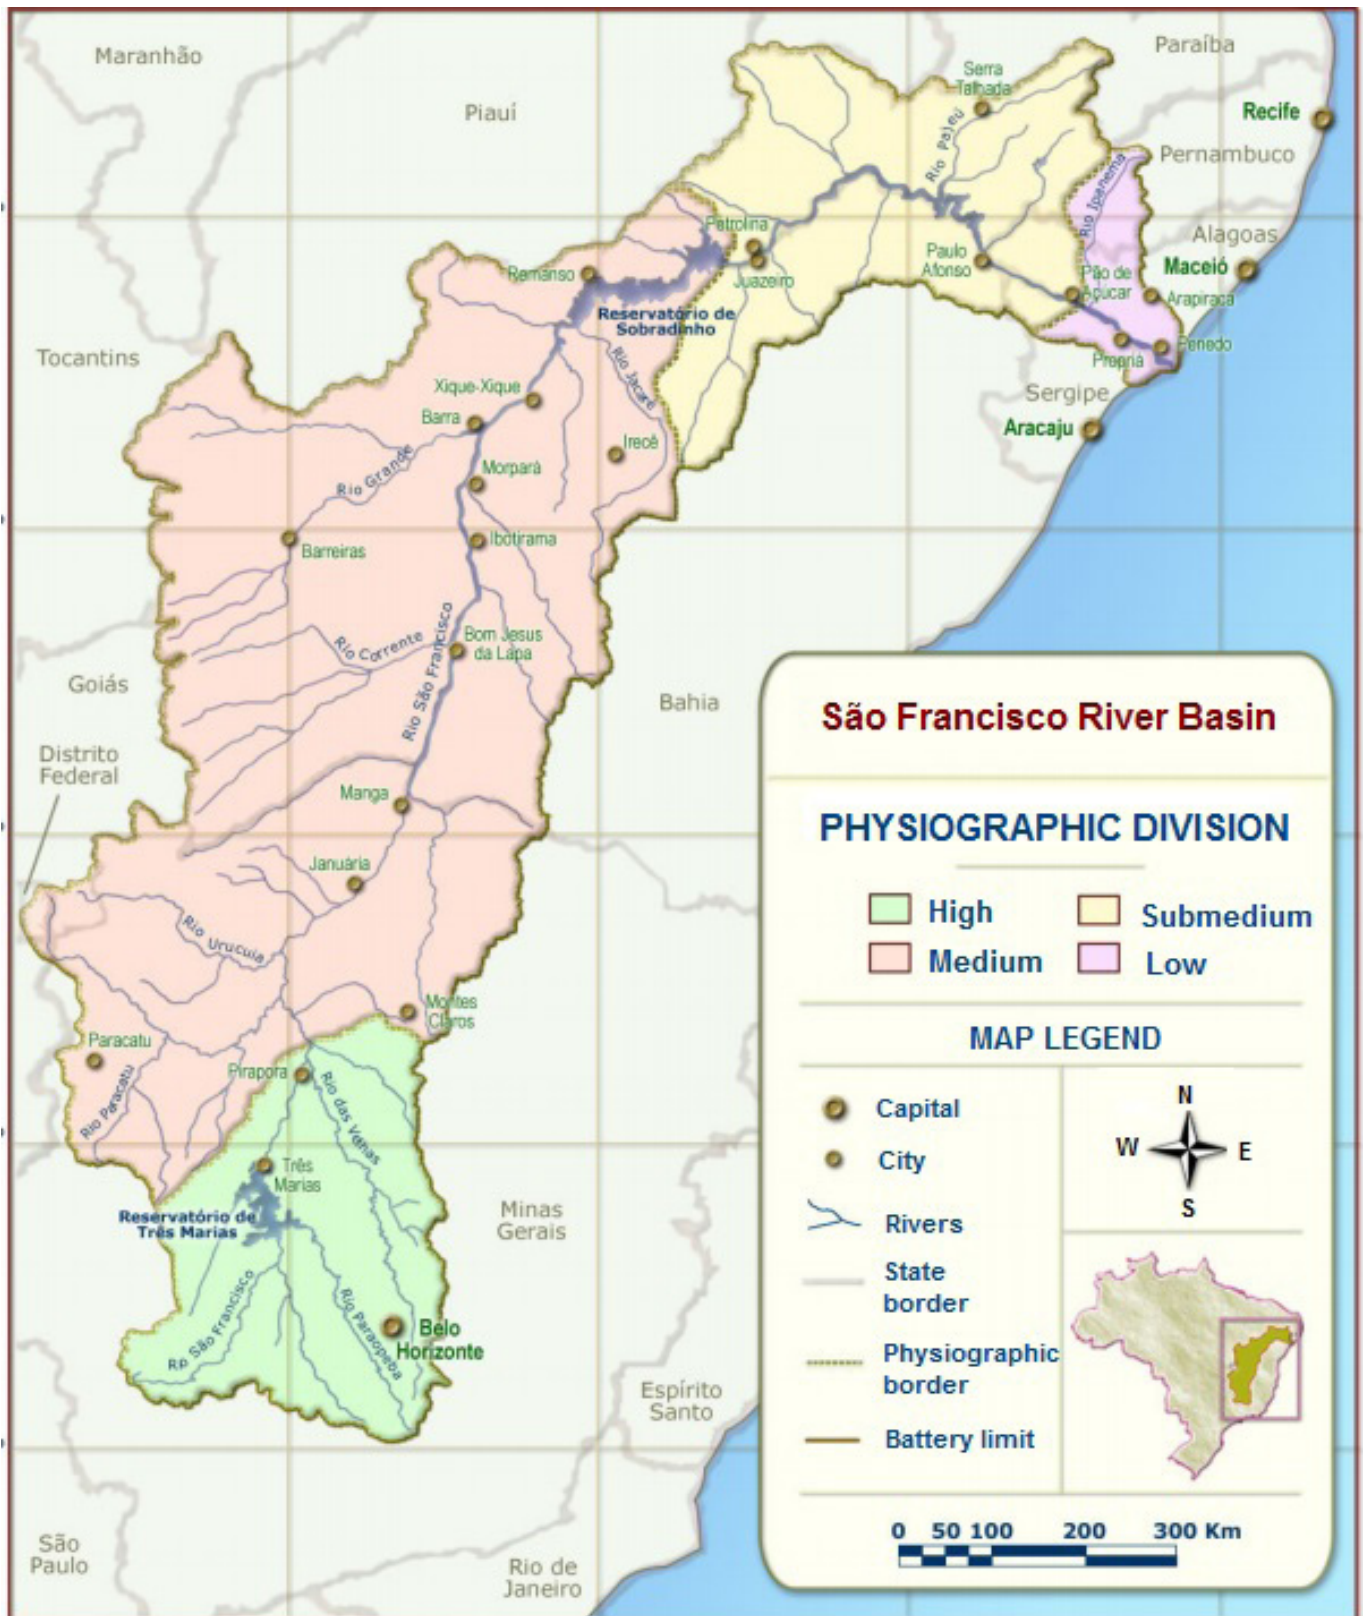 Maranhão
Piauí
Paraíba
Serra
Talhada
Recife
Rio Pajeú
Pernambuco
Rio Ipanema
Petrolina
Alagoas
Paulo
Afonso
Maceió
Remanso
Juazeiro
Pão de
Açúcar
Arapiraca
Reservatório de
Sobradinho
Tocantins
Rio Jacaré
Propriá
Penedo
Xique-Xique
Sergipe
Barra
Aracaju
Irecê
Rio Grande
Morpará
Barreiras
Ibotirama
Rio Corrente
Bom Jesus
da Lapa
Rio São Francisco
Goiás
Bahia
Distrito
Federal
Manga
Januária
Rio Urucuia
Montes
Claros
Paracatu
Pirapora
Rio Paracatu
Rio das Velhas
Três
Marias
Reservatório de
Três Marias
Minas
Gerais
Rio São Francisco
Rio Paraopeba
Belo
Horizonte
Espírito
Santo
São
Paulo
Rio de
Janeiro
São Francisco River Basin
PHYSIOGRAPHIC DIVISION
High
Submedium
Medium
Low
MAP LEGEND
Capital
City
Rivers
State
border
Physiographic
border
Battery limit
N
W
E
S
0 50 100 200 300 Km